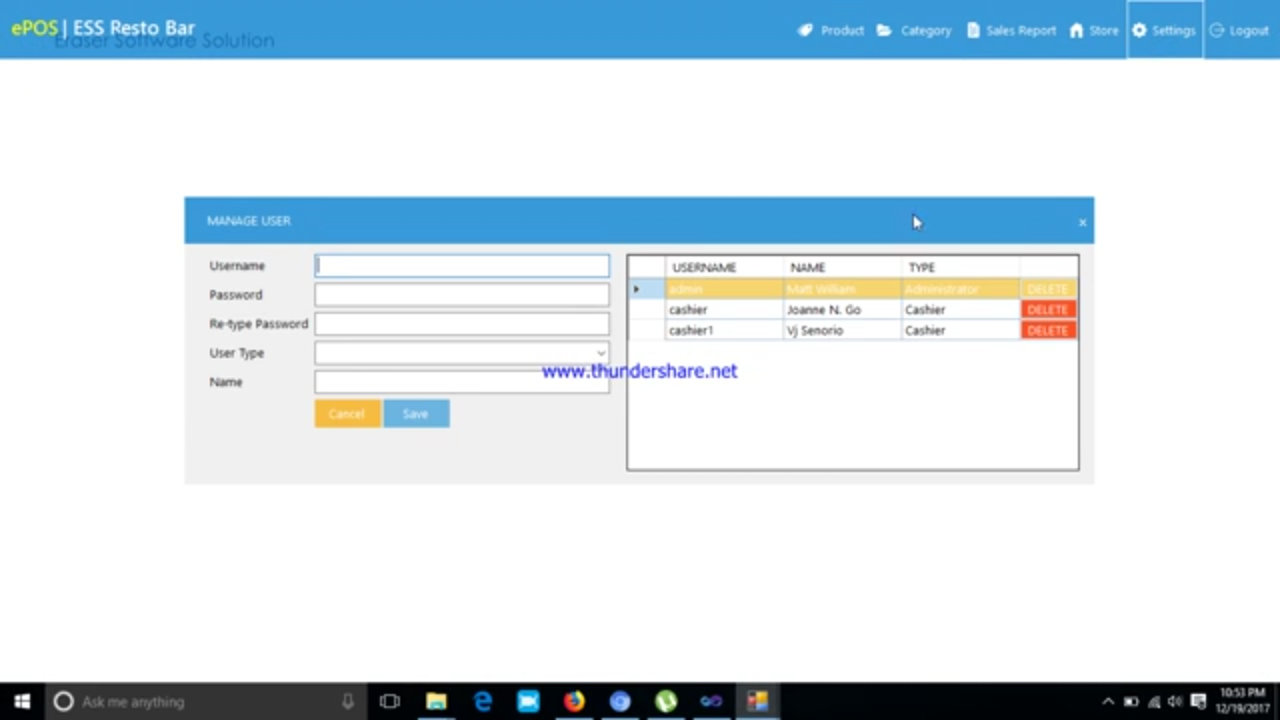 ePOS | ESS Resto Bar
Eraser Software Solution
Product Category Sales Report Store Settings Logout
MANAGE USER
×
Username
Password
Re-type Password
User Type
Name
Cancel Save
USERNAME NAME TYPE
admin Matt William Administrator DELETE
cashier Joanne N. Go Cashier DELETE
cashier1 Vj Senorio Cashier DELETE
www.thundershare.net
Ask me anything
10:53 PM
12/19/2017